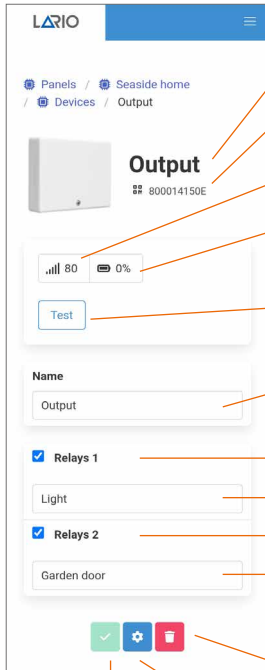 LARIO
Panels / Seaside home
/ Devices / Output
Output
800014150E
80 0%
Test
Name
Output
Relays 1
Light
Relays 2
Garden door